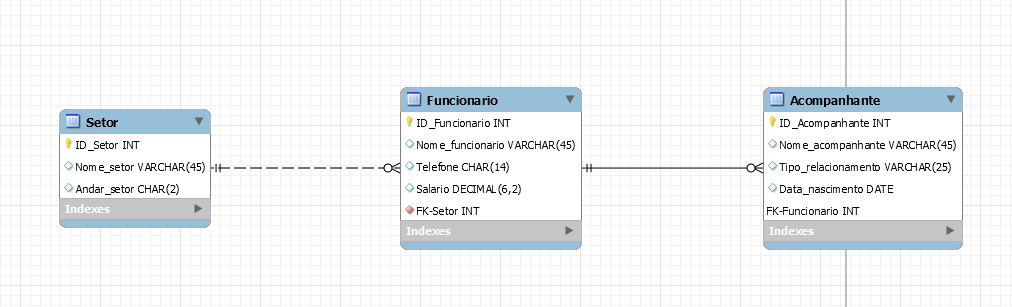 Setor
ID_Setor INT
Nome_setor VARCHAR(45)
Andar_setor CHAR(2)
Indexes
Funcionario
ID_Funcionario INT
Nome_funcionario VARCHAR(45)
Telefone CHAR(14)
Salario DECIMAL(6,2)
FK-Setor INT
Indexes
Acompanhante
ID_Acompanhante INT
Nome_acompanhante VARCHAR(45)
Tipo_relacionamento VARCHAR(25)
Data_nascimento DATE
FK-Funcionario INT
Indexes